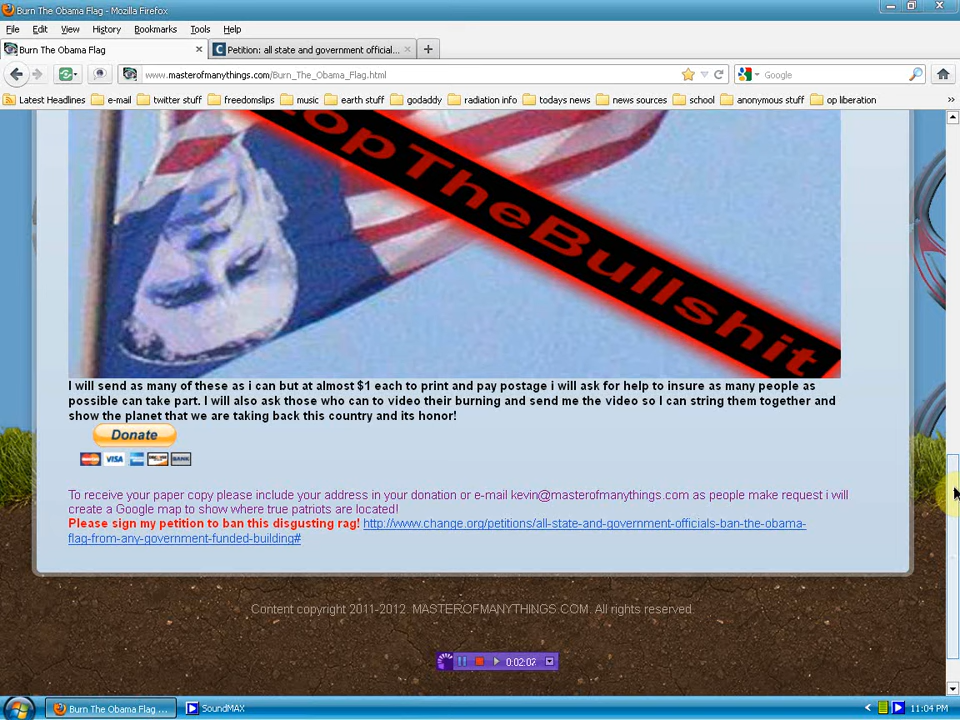 Burn The Obama Flag - Mozilla Firefox
File Edit View History Bookmarks Tools Help
Burn The Obama Flag
Petition: all state and government official...
www.masterofmanythings.com/Burn_The_Obama_Flag.html
Google
Latest Headlines e-mail twitter stuff freedomslips music earth stuff godaddy radiation info todays news news sources school anonymous stuff op liberation
opTheBullshit
I will send as many of these as i can but at almost $1 each to print and pay postage i will ask for help to insure as many people as
possible can take part. I will also ask those who can to video their burning and send me the video so I can string them together and
show the planet that we are taking back this country and its honor!
Donate
VISA
BANK
To receive your paper copy please include your address in your donation or e-mail kevin@masterofmanythings.com as people make request i will
create a Google map to show where true patriots are located!
Please sign my petition to ban this disgusting rag! http://www.change.org/petitions/all-state-and-government-officials-ban-the-obama-
flag-from-any-government-funded-building#
Content copyright 2011-2012. MASTEROFMANYTHINGS.COM. All rights reserved.
0:02:02
Burn The Obama Flag ...
SoundMAX
11:04 PM